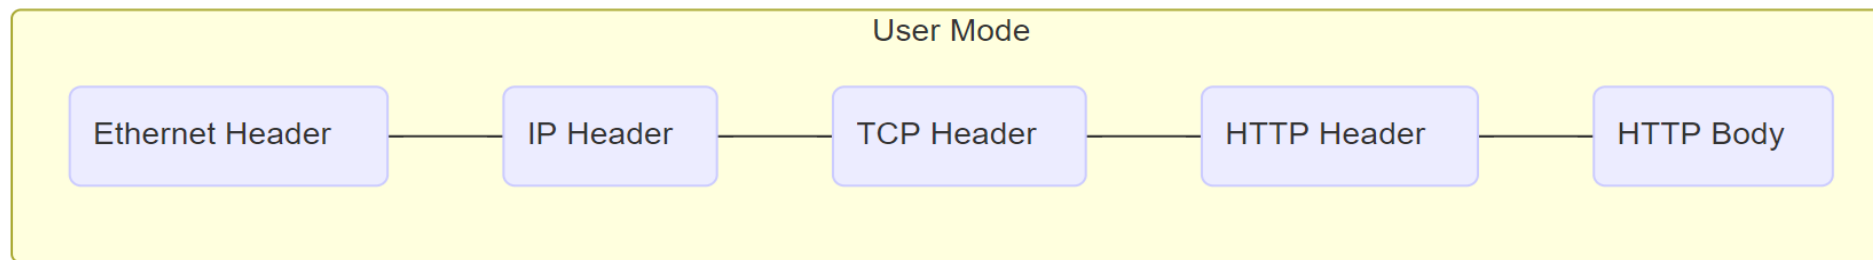 User Mode
Ethernet Header
IP Header
TCP Header
HTTP Header
HTTP Body